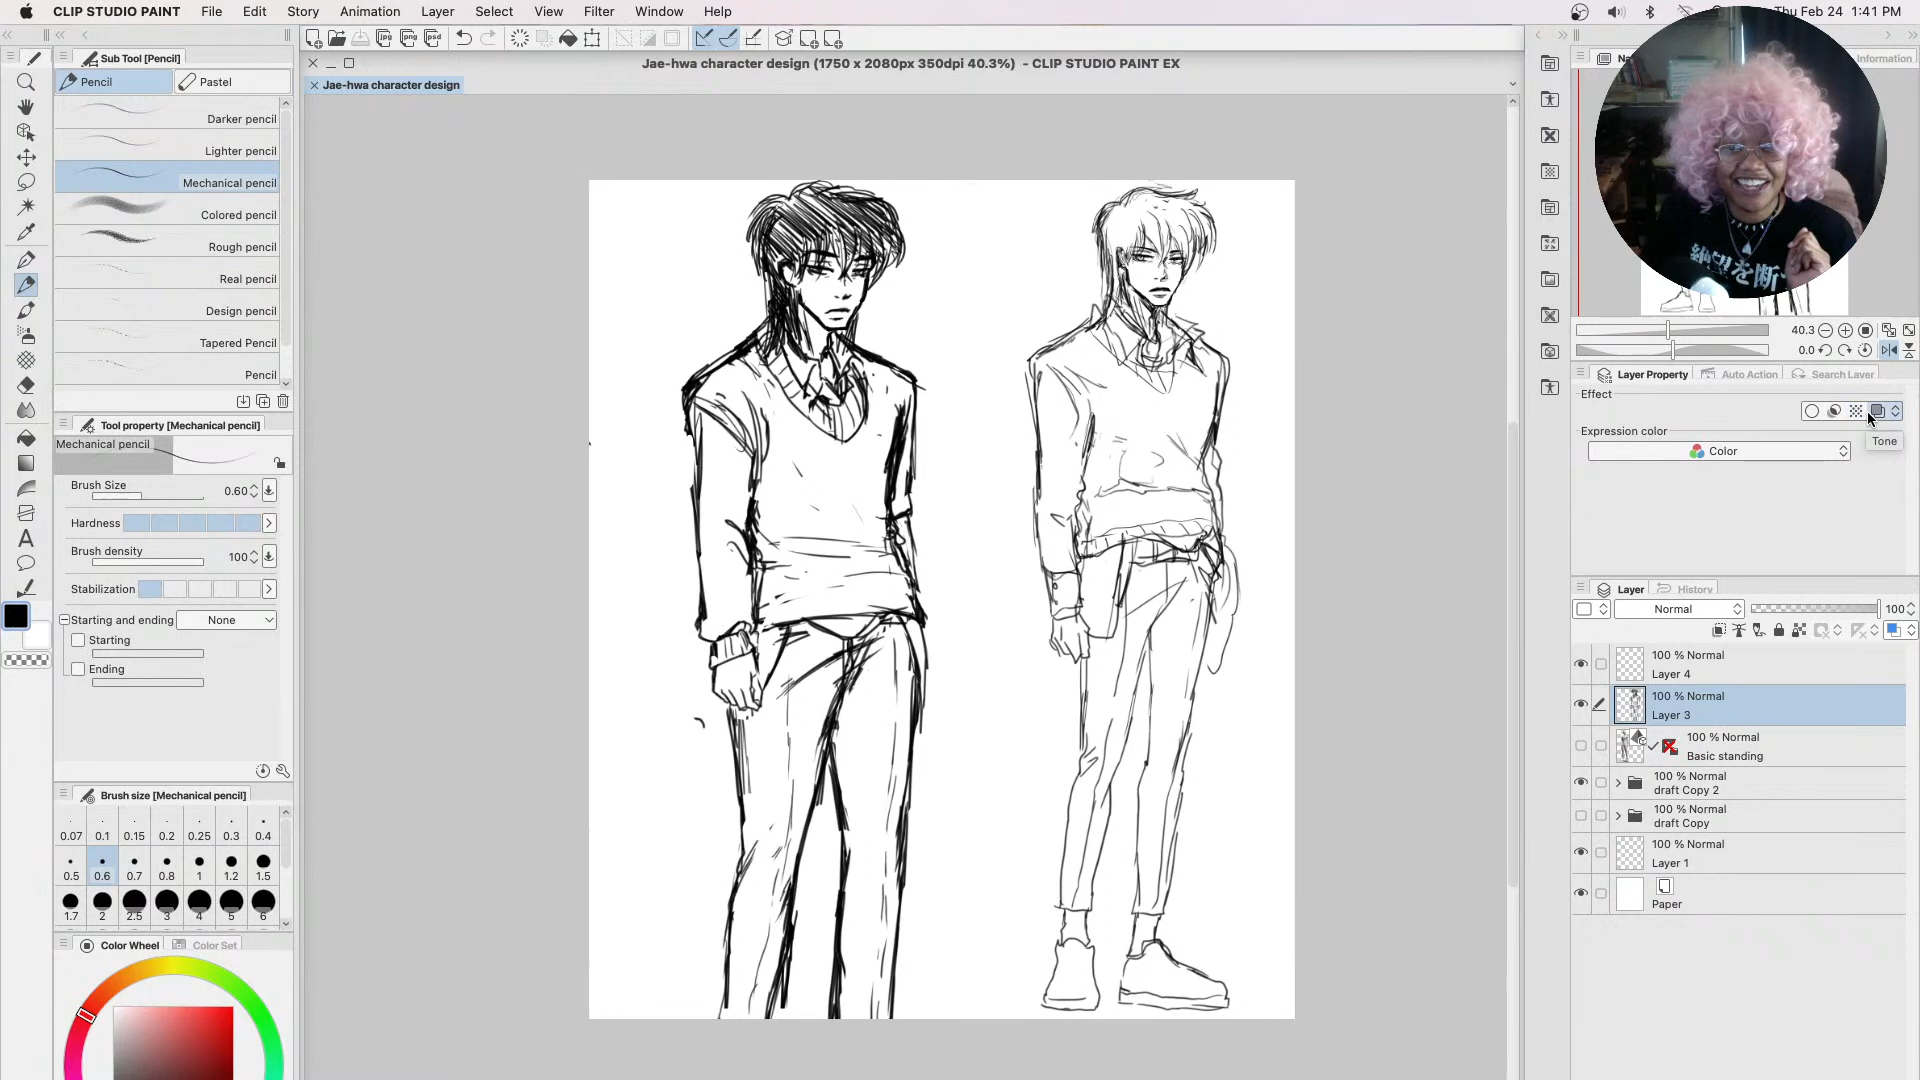 CLIP STUDIO PAINT File Edit Story Animation Layer Select View Filter Window Help
Thu Feb 24 1:41 PM
Jae-hwa character design (1750 x 2080px 350dpi 40.3%) - CLIP STUDIO PAINT EX
Jae-hwa character design
Sub Tool [Pencil]
Pencil Pastel
Darker pencil
Lighter pencil
Mechanical pencil
Colored pencil
Rough pencil
Real pencil
Design pencil
Tapered Pencil
Pencil
Tool property [Mechanical pencil]
Mechanical pencil
Brush Size 0.60
Hardness
Brush density 100
Stabilization
Starting and ending None
Starting
Ending
Brush size [Mechanical pencil]
0.07 0.1 0.15 0.2 0.25 0.3 0.4
0.5 0.6 0.7 0.8 1 1.2 1.5
1.7 2 2.5 3 4 5 6
Color Wheel Color Set
Information
絶望を断
40.3
0.0
Layer Property Auto Action Search Layer
Effect
Expression color
Tone
Color
Layer History
Normal 100
100 % Normal
Layer 4
100 % Normal
Layer 3
100 % Normal
Basic standing
100 % Normal
draft Copy 2
100 % Normal
draft Copy
100 % Normal
Layer 1
Paper